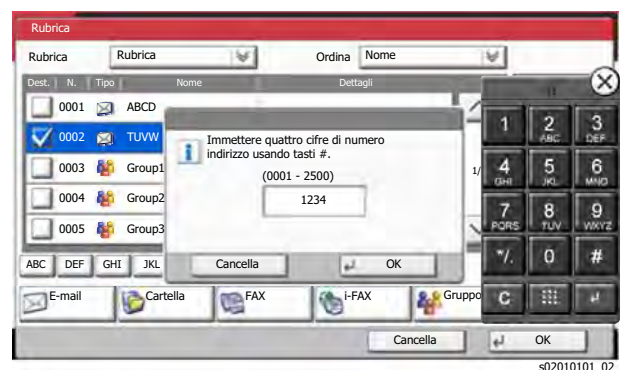 Rubrica
Rubrica Rubrica Ordina Nome
Dest. N. Tipo Nome Dettagli
0001 ABCD
0002 TUVW
0003 Group1
0004 Group2
0005 Group3
Immettere quattro cifre di numero
indirizzo usando tasti #.
(0001 - 2500)
1234
Cancella OK
1/
ABC DEF GHI JKL
E-mail Cartella FAX i-FAX Gruppo
Cancella OK
1 2 ABC 3 DEF
4 GHI 5 JKL 6 MNO
7 PQRS 8 TUV 9 WXYZ
*/. 0 #
C
s02010101_02